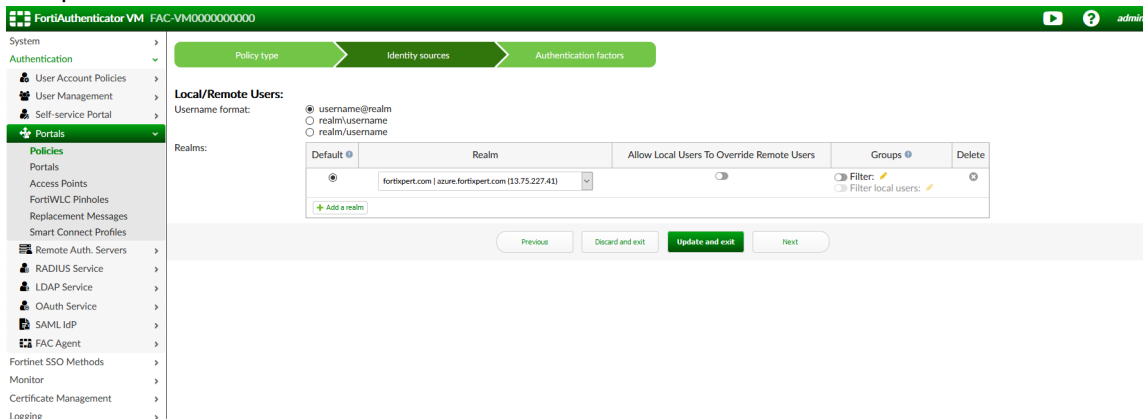 FortiAuthenticator VM FAC-VM0000000000
admin
System
Authentication
User Account Policies
User Management
Self-service Portal
Portals
Policies
Portals
Access Points
FortiWLC Pinholes
Replacement Messages
Smart Connect Profiles
Remote Auth. Servers
RADIUS Service
LDAP Service
OAuth Service
SAML IdP
FAC Agent
Fortinet SSO Methods
Monitor
Certificate Management
Logging
Policy type
Identity sources
Authentication factors
Local/Remote Users:
Username format:
username@realm
realm\username
realm/username
Realms:
Default Realm Allow Local Users To Override Remote Users Groups Delete
fortixpert.com | azure.fortixpert.com (13.75.227.41)
Filter:
Filter local users:
+ Add a realm
Previous Discard and exit Update and exit Next